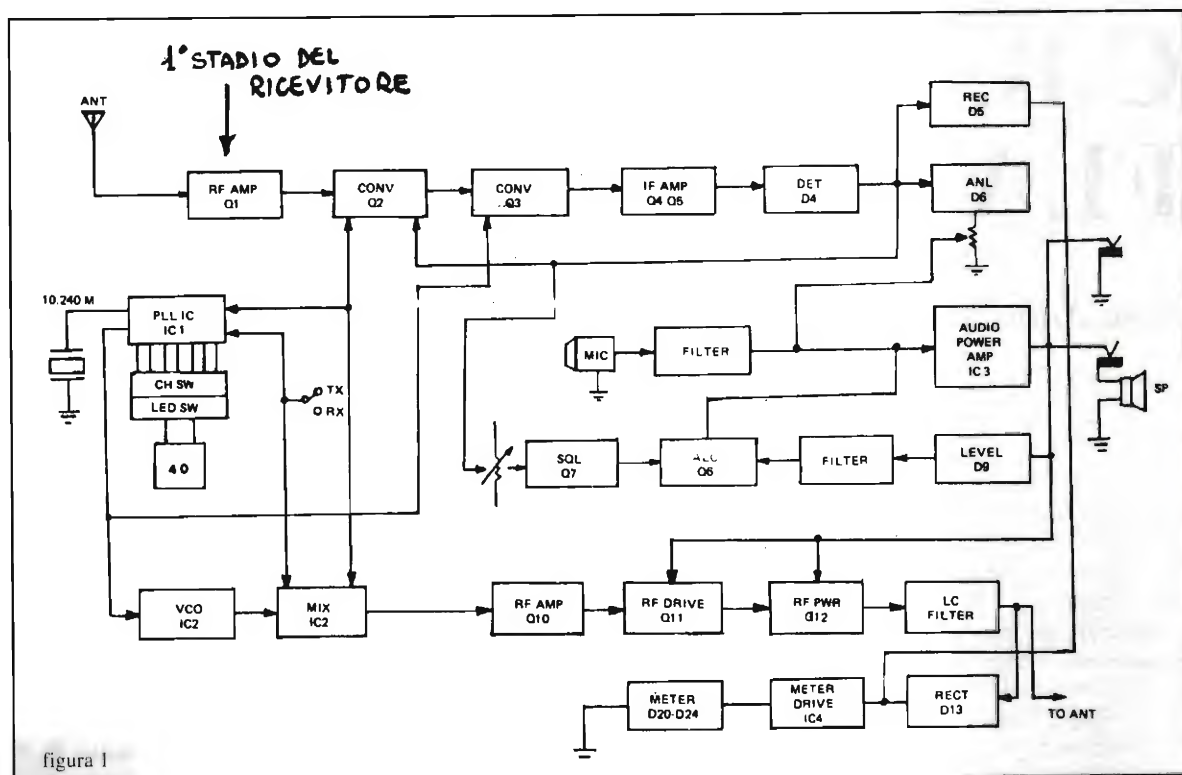 1° STADIO DEL
RICEVITORE
ANT
REC
D5
RF AMP
Q1
CONV
Q2
CONV
Q3
IF AMP
Q4 Q5
DET
D4
ANL
D6
10.240 M
PLL IC
IC1
CH SW
LED SW
40
TX
RX
MIC
FILTER
AUDIO
POWER
AMP
IC3
SP
SQL
Q7
Q6
FILTER
LEVEL
D9
VCO
IC2
MIX
IC2
RF AMP
Q10
RF DRIVE
Q11
RF PWR
Q12
LC
FILTER
METER
D20-D24
METER
DRIVE
IC4
RECT
D13
TO ANT
figura 1